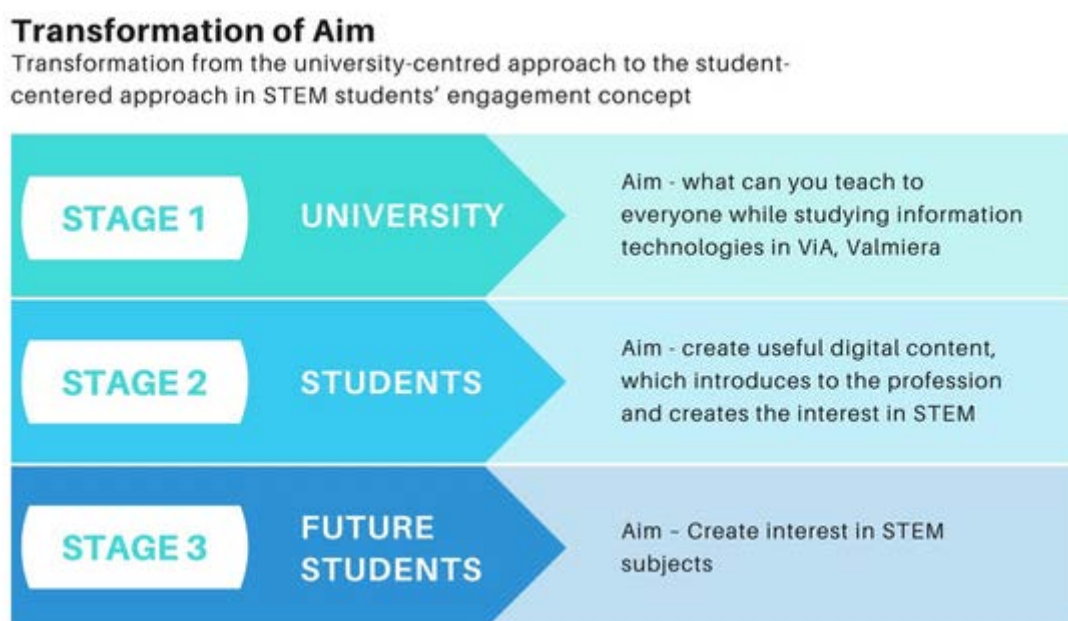 Transformation of Aim
Transformation from the university-centred approach to the student-
centered approach in STEM students’ engagement concept
STAGE 1
UNIVERSITY
Aim - what can you teach to
everyone while studying information
technologies in ViA, Valmiera
STAGE 2
STUDENTS
Aim - create useful digital content,
which introduces to the profession
and creates the interest in STEM
STAGE 3
FUTURE
STUDENTS
Aim – Create interest in STEM
subjects